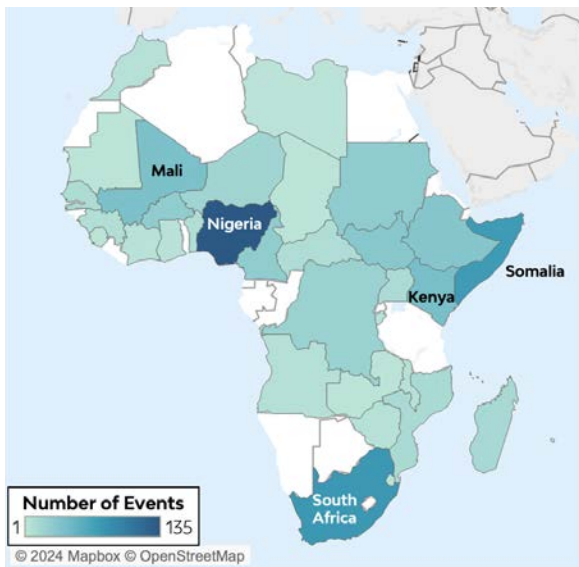 Mali
Nigeria
Somalia
Kenya
South
Africa
Number of Events
1 135
© 2024 Mapbox © OpenStreetMap